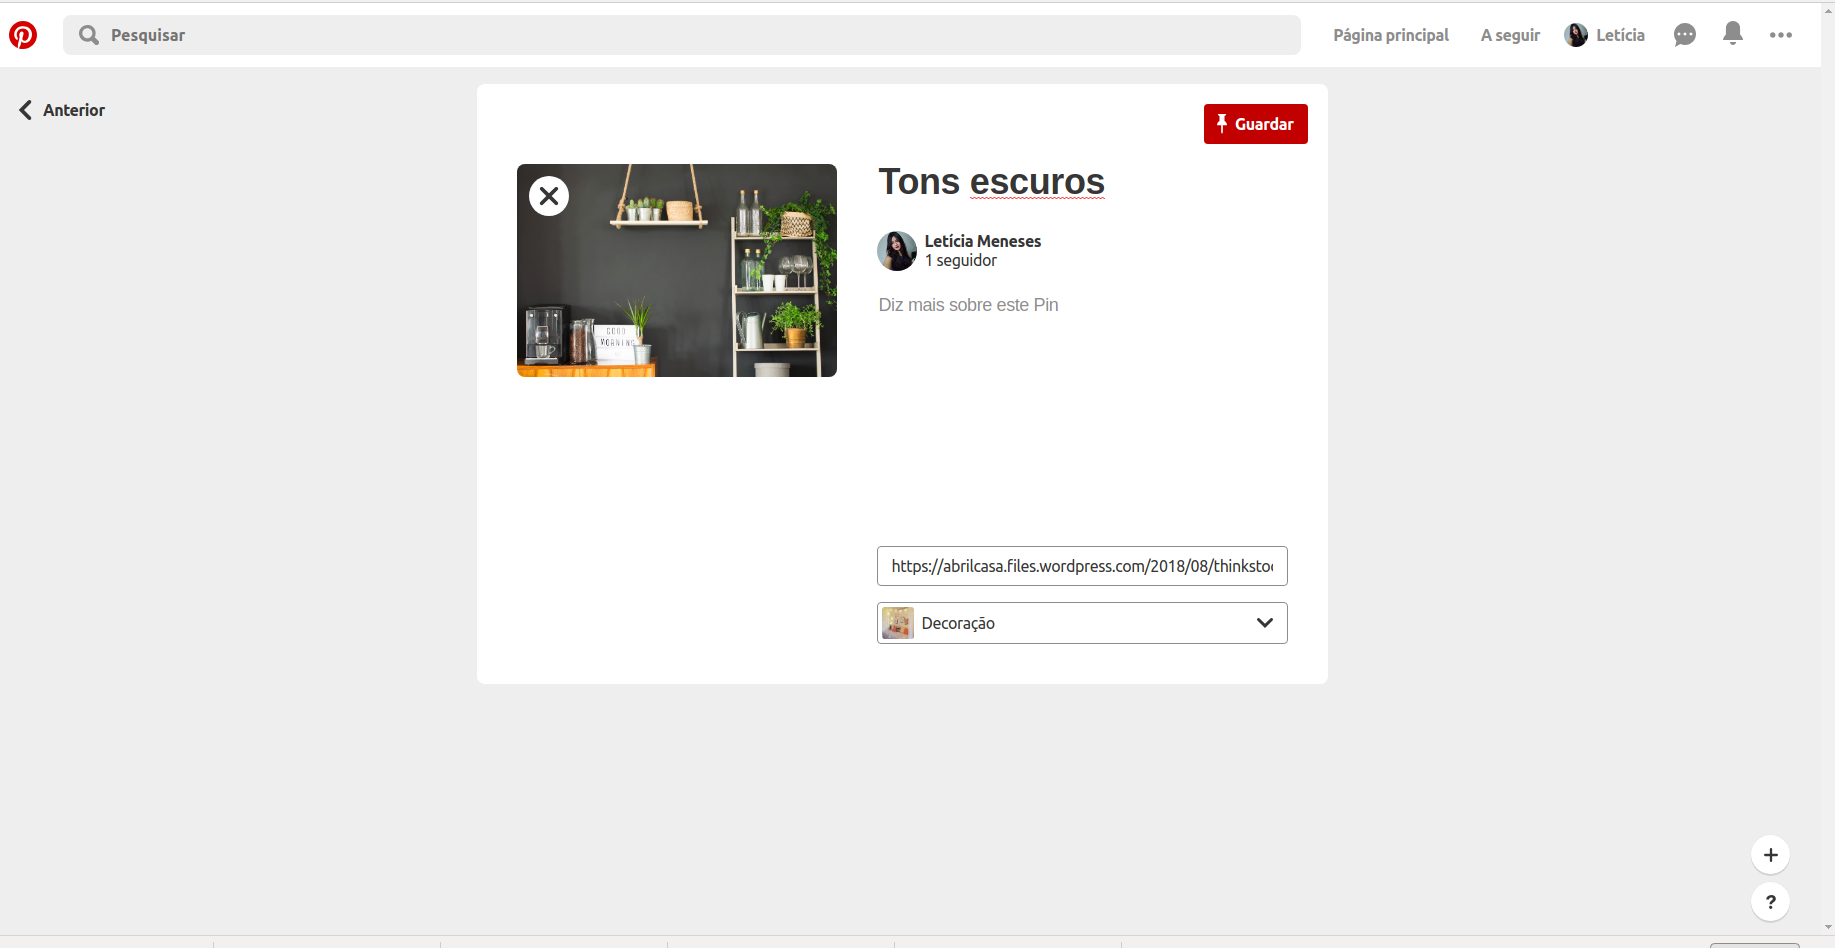 Pesquisar
Página principal
A seguir
Letícia
Anterior
Guardar
Tons escuros
Letícia Meneses
1 seguidor
Diz mais sobre este Pin
GOOD
MORNING
https://abrilcasa.files.wordpress.com/2018/08/thinksto
Decoração
+
?